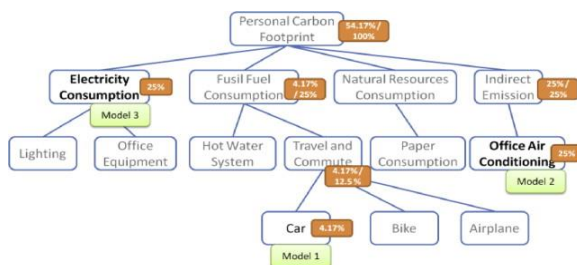 Personal Carbon
Footprint
54.17% /
100%
Electricity
Consumption
25%
Fusil Fuel
Consumption
4.17%
/ 25%
Natural Resources
Consumption
Indirect
Emission
25% /
25%
Model 3
Lighting
Office
Equipment
Hot Water
System
Travel and
Commute
4.17% /
12.5 %
Paper
Consumption
Office Air
Conditioning
25%
Model 2
Car
4.17%
Bike
Airplane
Model 1